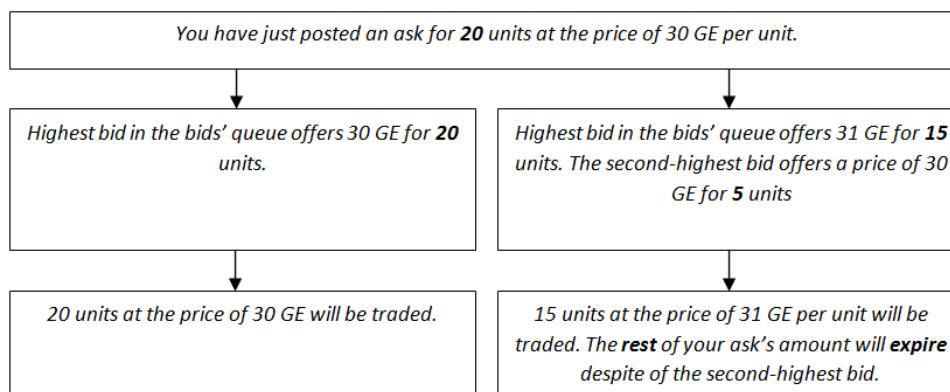 You have just posted an ask for 20 units at the price of 30 GE per unit.
Highest bid in the bids' queue offers 30 GE for 20
units.
Highest bid in the bids' queue offers 31 GE for 15
units. The second-highest bid offers a price of 30
GE for 5 units
20 units at the price of 30 GE will be traded.
15 units at the price of 31 GE per unit will be
traded. The rest of your ask's amount will expire
despite of the second-highest bid.